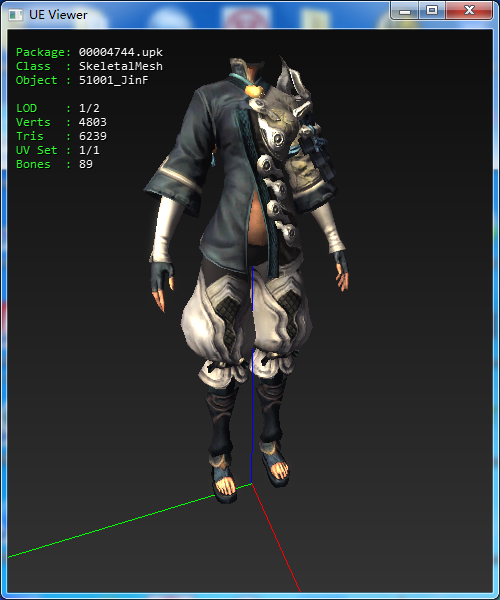 UE Viewer
Package: 00004744.upk
Class : SkeletalMesh
Object : 51001_JinF
LOD : 1/2
Verts : 4803
Tris : 6239
UV Set : 1/1
Bones : 89